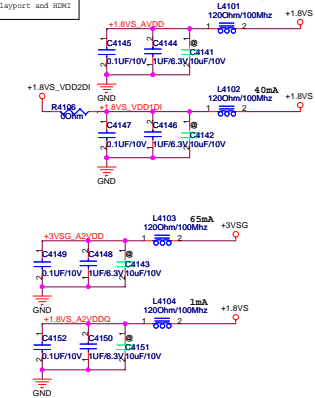 layport and HDMI
L4101
120Ohm/100Mhz
+1.8VS
+1.8VS_AVDD
1 2
C4145
C4144
@
C4141
0.1UF/10V
1UF/6.3V
10uF/10V
GND
+1.8VS_VDD2DI
L4102 40mA
120Ohm/100Mhz
+1.8VS
R4106
0Ohm
+1.8VS_VDD1DI
1 2
C4147
C4146
@
C4142
0.1UF/10V
1UF/6.3V
10uF/10V
GND
L4103 65mA
120Ohm/100Mhz
+3VSG
+3VSG_A2VDD
1 2
C4149
C4148
@
C4143
0.1UF/10V
1UF/6.3V
10uF/10V
GND
L4104 1mA
120Ohm/100Mhz
+1.8VS
+1.8VS_A2VDDQ
1 2
C4152
C4150
@
C4151
0.1UF/10V
1UF/6.3V
10uF/10V
GND